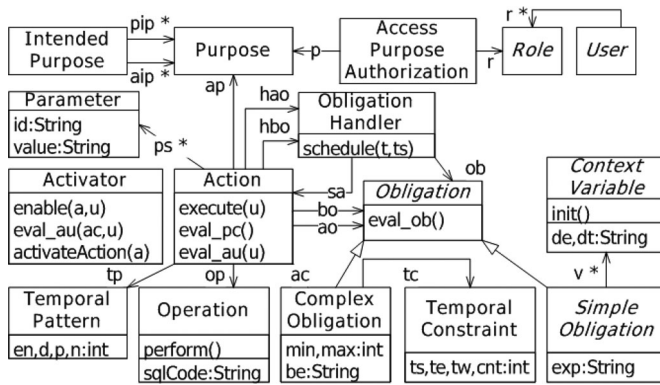 pip *
r *
Intended
Purpose
Purpose
p
Access
Purpose
Authorization
r
Role
User
aip *
ap
Parameter
id:String
value:String
ps *
hao
hbo
Obligation
Handler
schedule(t,ts)
ob
Context
Variable
init()
de,dt:String
Activator
enable(a,u)
eval_au(ac,u)
activateAction(a)
Action
execute(u)
eval_pc()
eval_au(u)
sa
bo
ao
Obligation
eval_ob()
tp
op
ac
tc
v *
Temporal
Pattern
en,d,p,n:int
Operation
perform()
sqlCode:String
Complex
Obligation
min,max:int
be:String
Temporal
Constraint
ts,te,tw,cnt:int
Simple
Obligation
exp:String